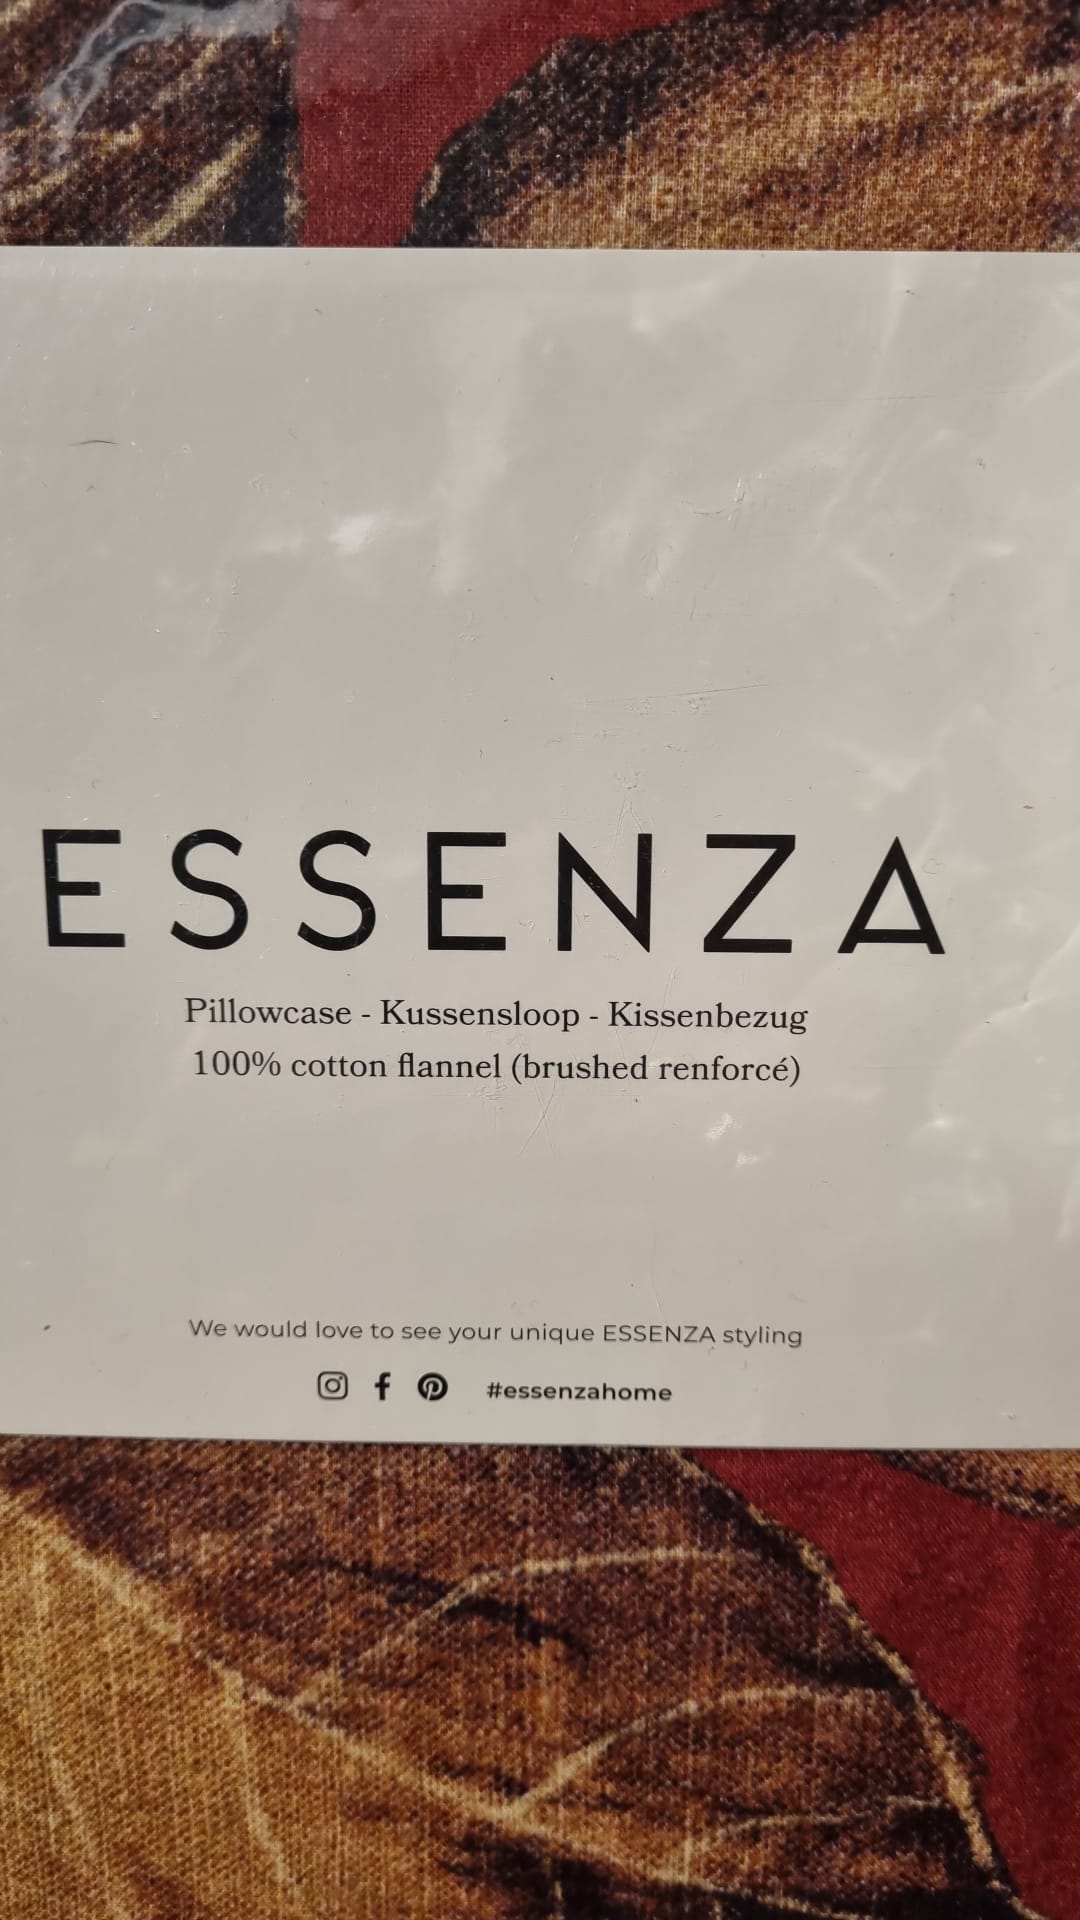 ESSENZA
Pillowcase - Kussensloop - Kissenbezug
100% cotton flannel (brushed renforcé)
We would love to see your unique ESSENZA styling
#essenzahome